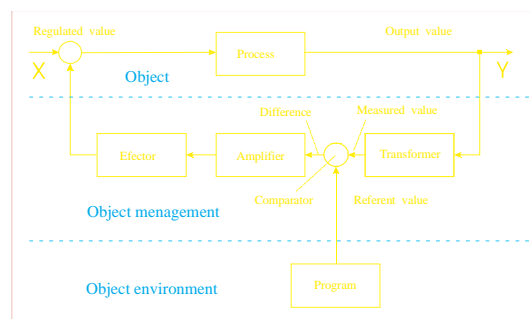 Regulated value
Output value
X
Process
Y
Object
Difference
Measured value
Efector
Amplifier
Transformer
Comparator
Referent value
Object menagement
Object environment
Program